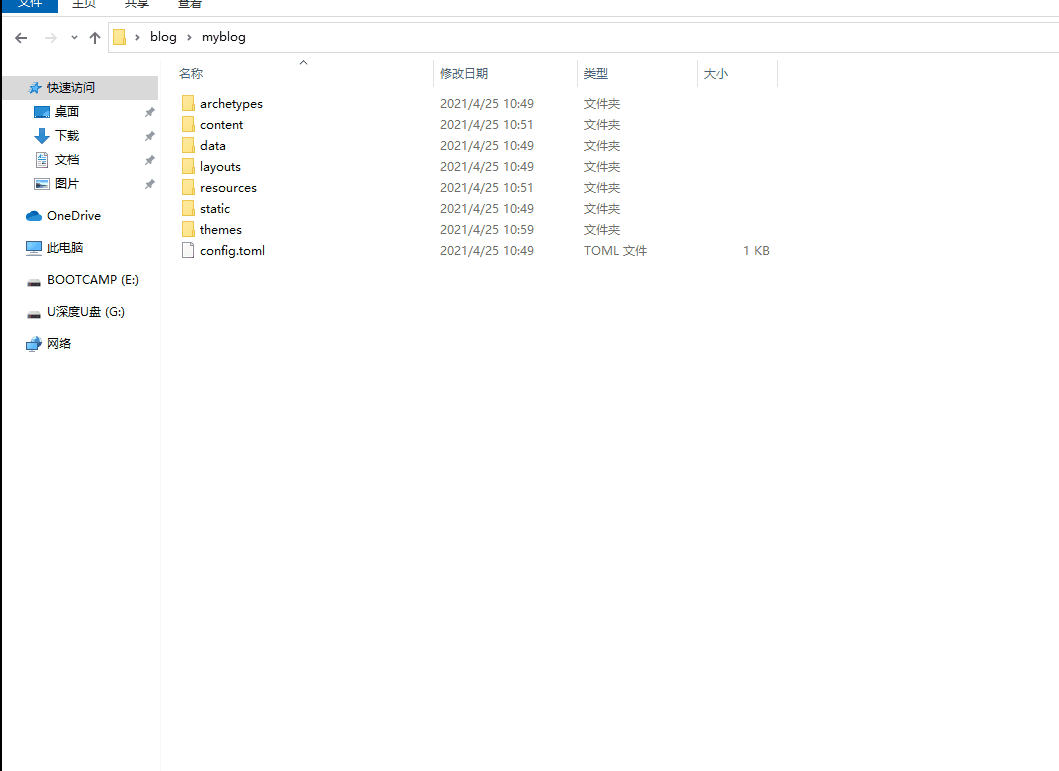 文件 主页 共享 查看
blog myblog
名称 修改日期 类型 大小
快速访问
桌面
下载
文档
图片
OneDrive
此电脑
BOOTCAMP (E:)
U深度U盘 (G:)
网络
archetypes 2021/4/25 10:49 文件夹
content 2021/4/25 10:51 文件夹
data 2021/4/25 10:49 文件夹
layouts 2021/4/25 10:49 文件夹
resources 2021/4/25 10:51 文件夹
static 2021/4/25 10:49 文件夹
themes 2021/4/25 10:59 文件夹
config.toml 2021/4/25 10:49 TOML 文件 1 KB